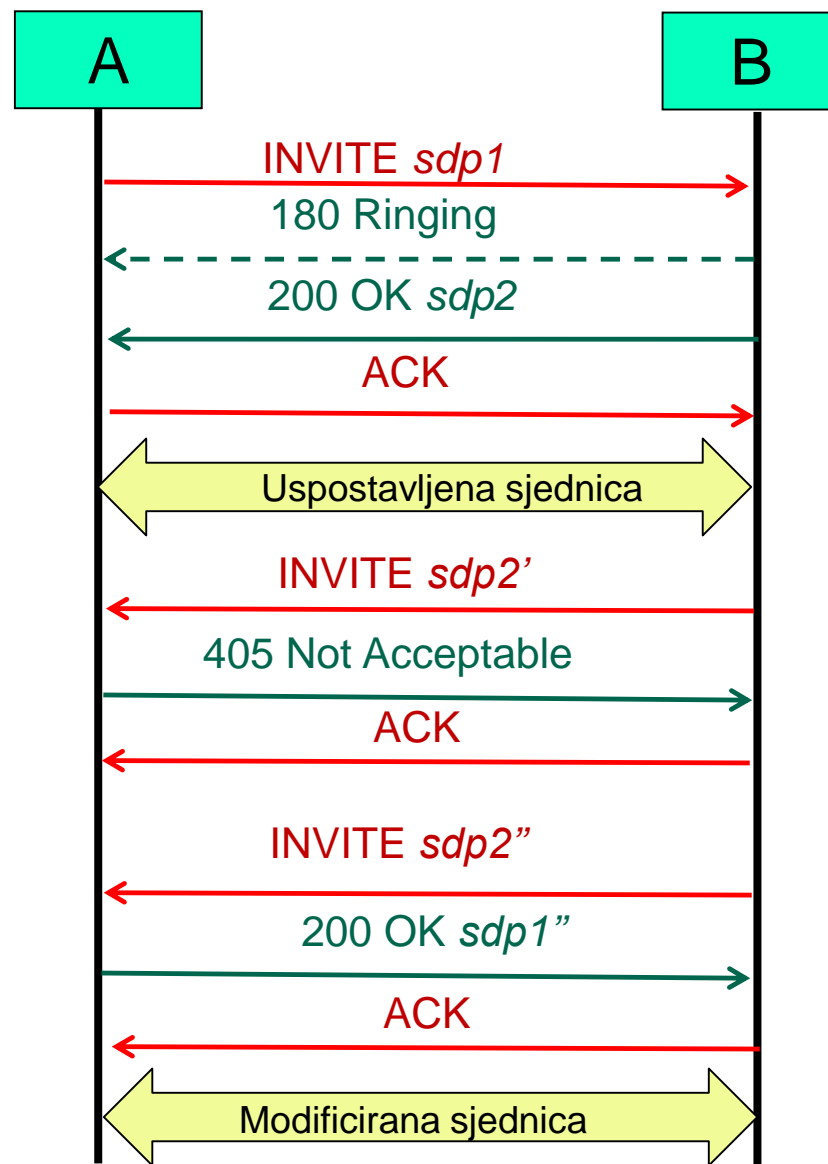 A
B
INVITE sdp1
180 Ringing
200 OK sdp2
ACK
Uspostavljena sjednica
INVITE sdp2’
405 Not Acceptable
ACK
INVITE sdp2”
200 OK sdp1”
ACK
Modificirana sjednica